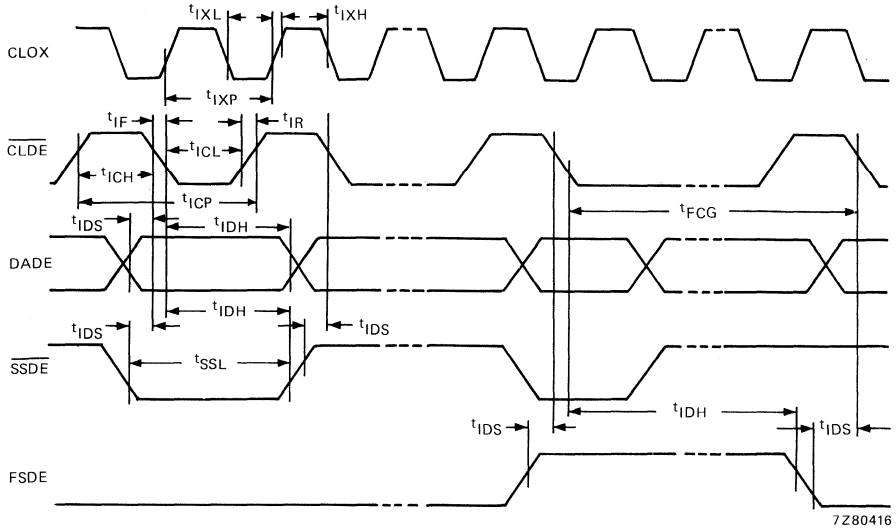 tIXL tIXH
CLOX
tIXP
tIF tIR
CLDE tICL
tICH
tICP
tIDS tIDH tFCG
DADE
tIDH
tIDS tIDS
SSDE tSSL
tIDH
tIDS tIDS
FSDE
7Z80416